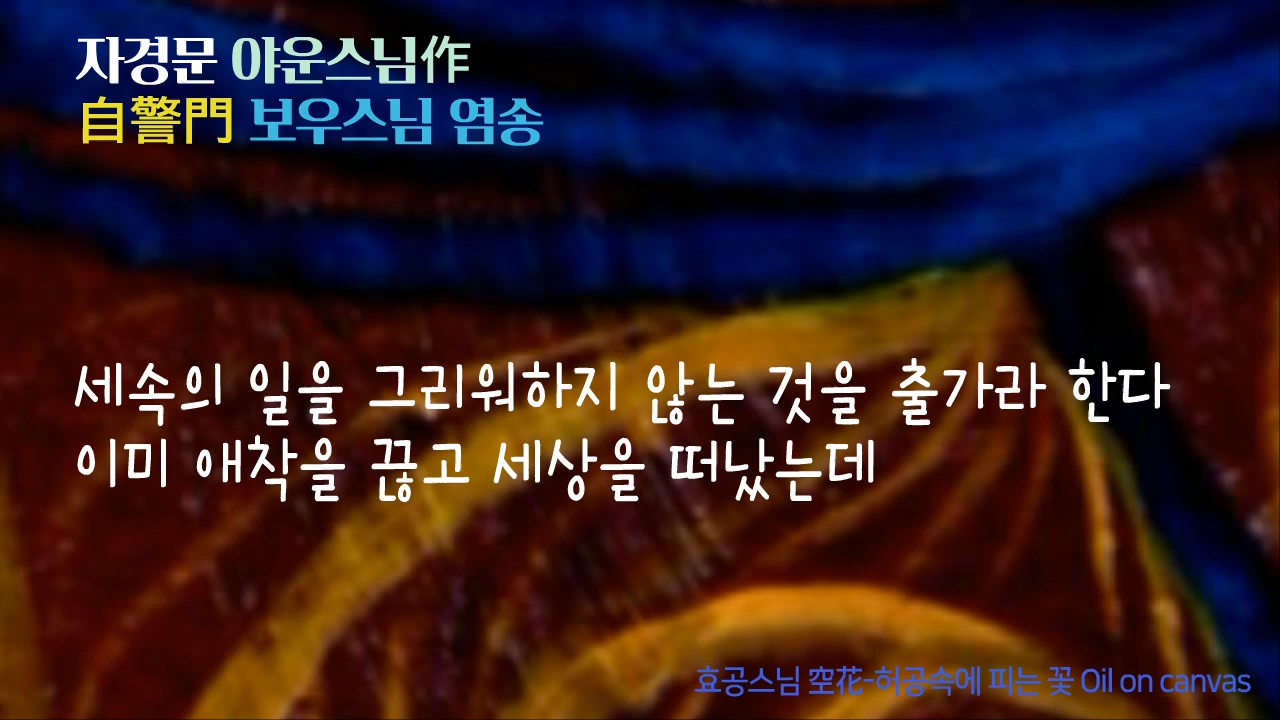 자경문 야운스님作
自警門 보우스님 염송
세속의 일을 그리워하지 않는 것을 출가라 한다
이미 애착을 끊고 세상을 떠났는데
효공스님 空花-허공속에 피는 꽃 Oil on canvas